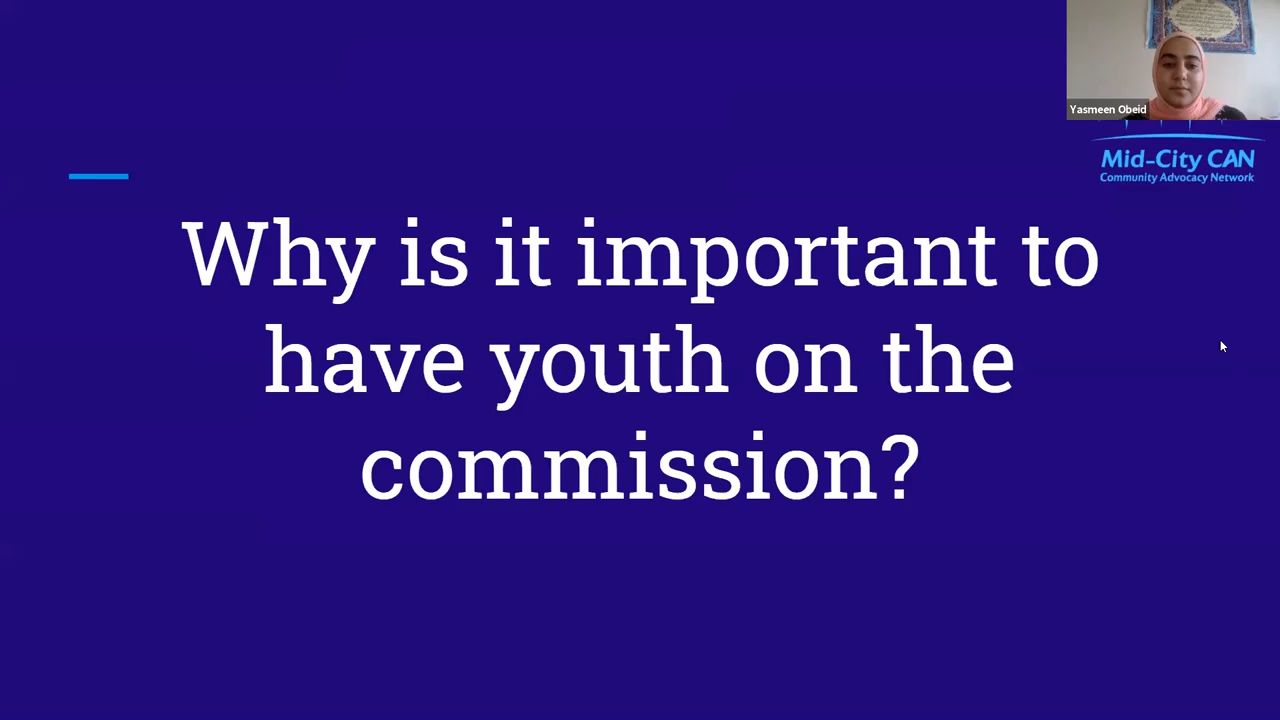 Yasmeen Obeid
Mid-City CAN
Community Advocacy Network
Why is it important to
have youth on the
commission?